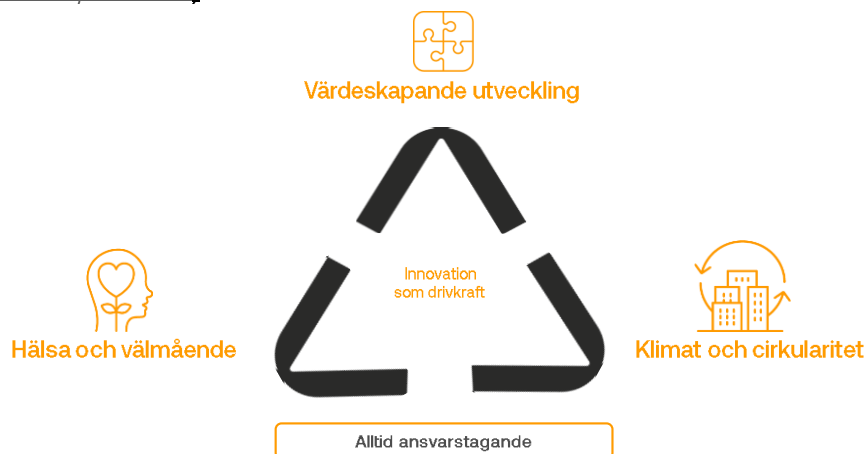 Värdeskapande utveckling
Innovation
som drivkraft
Hälsa och välmående
Klimat och cirkularitet
Alltid ansvarstagande